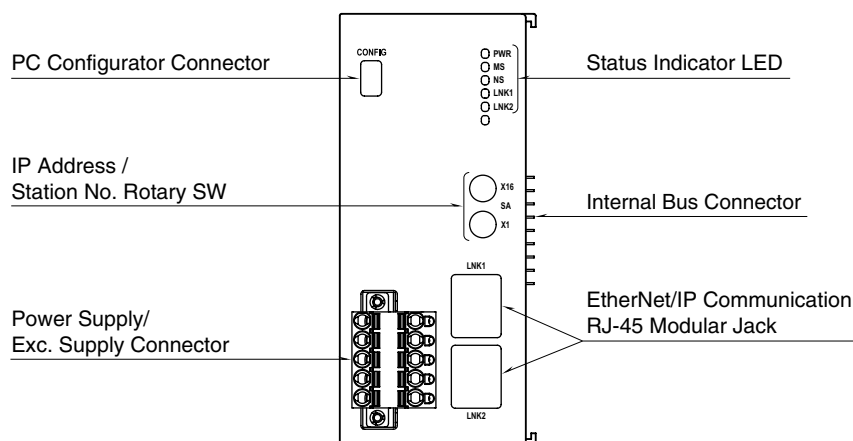 PC Configurator Connector
CONFIG
PWR
MS
NS
LNK1
LNK2
Status Indicator LED
IP Address /
Station No. Rotary SW
X16
SA
X1
Internal Bus Connector
LNK1
EtherNet/IP Communication
RJ-45 Modular Jack
Power Supply/
Exc. Supply Connector
LNK2